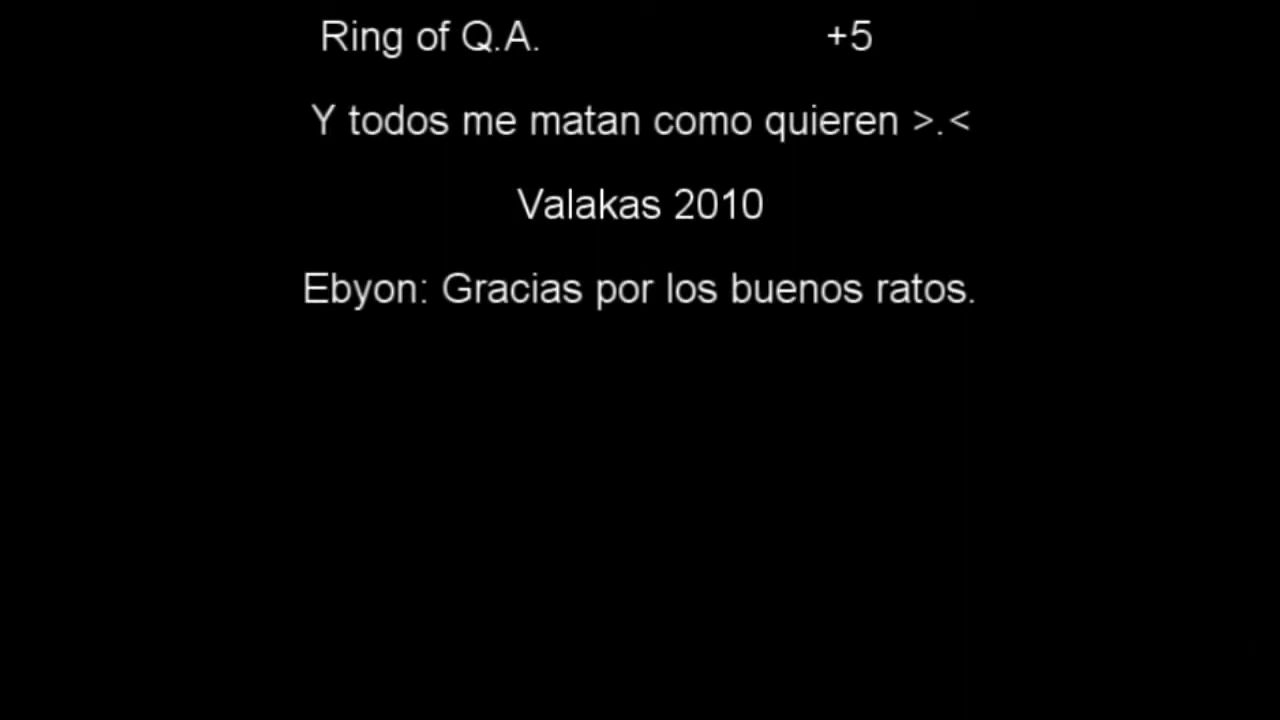 Ring of Q.A. +5
Y todos me matan como quieren >.<
Valakas 2010
Ebyon: Gracias por los buenos ratos.